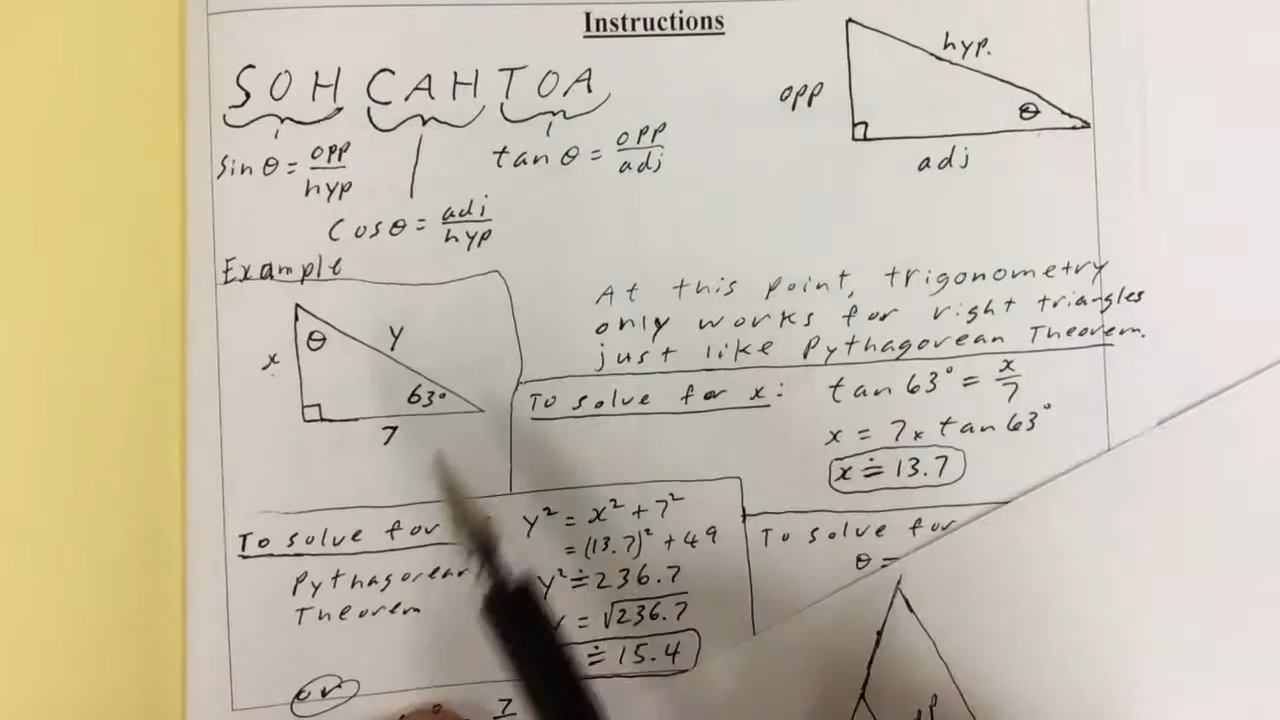 Instructions
SOH CAH TOA
sin θ = opp/hyp
tan θ = opp/adj
cos θ = adj/hyp
hyp.
opp
θ
adj
Example
θ
x
y
63°
7
At this point, trigonometry
only works for right triangles
just like Pythagorean Theorem.
To solve for x:
tan 63° = x/7
x = 7 x tan 63°
x ≐ 13.7
To solve for
Pythagorean
Theorem
y² = x² + 7²
= (13.7)² + 49
y² ≐ 236.7
= √236.7
≐ 15.4
or
7
To solve for
θ =